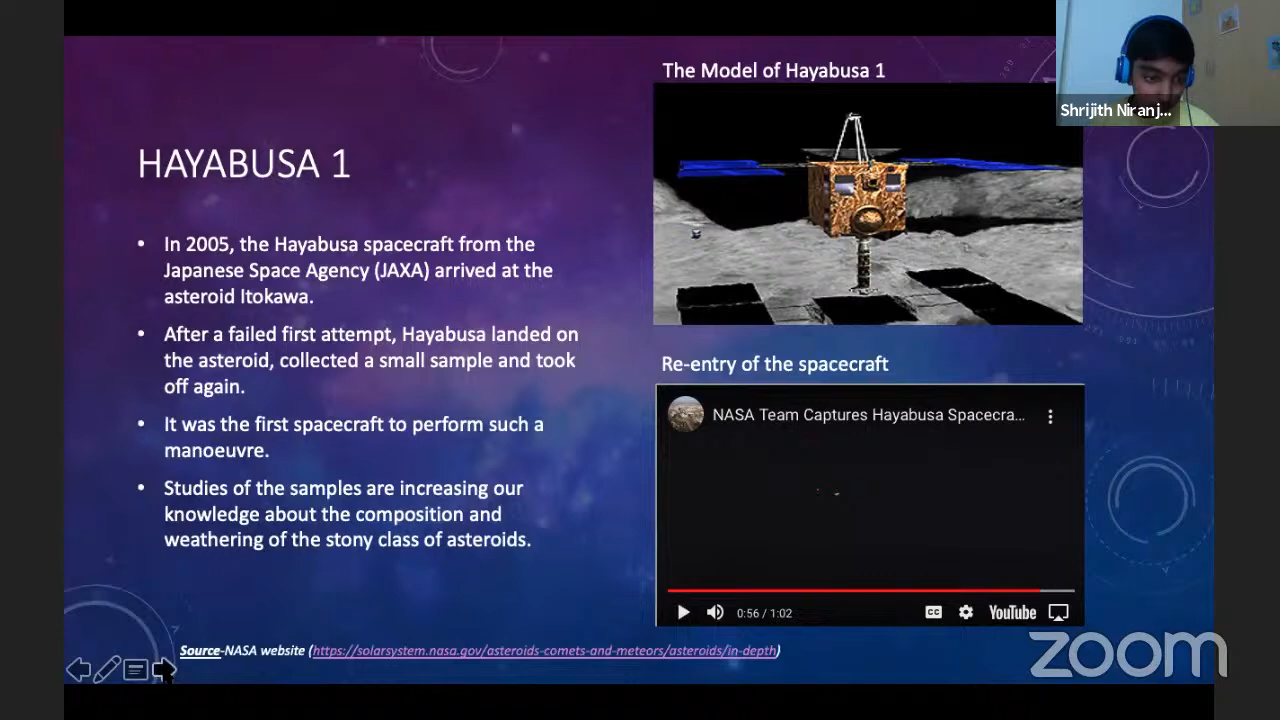 The Model of Hayabusa 1
Shrijith Niranj...
HAYABUSA 1
• In 2005, the Hayabusa spacecraft from the
Japanese Space Agency (JAXA) arrived at the
asteroid Itokawa.
• After a failed first attempt, Hayabusa landed on
the asteroid, collected a small sample and took
off again.
• It was the first spacecraft to perform such a
manoeuvre.
• Studies of the samples are increasing our
knowledge about the composition and
weathering of the stony class of asteroids.
Re-entry of the spacecraft
NASA Team Captures Hayabusa Spacecra...
0:56 / 1:02
CC
YouTube
Source-NASA website (https://solarsystem.nasa.gov/asteroids-comets-and-meteors/asteroids/in-depth)
zoom